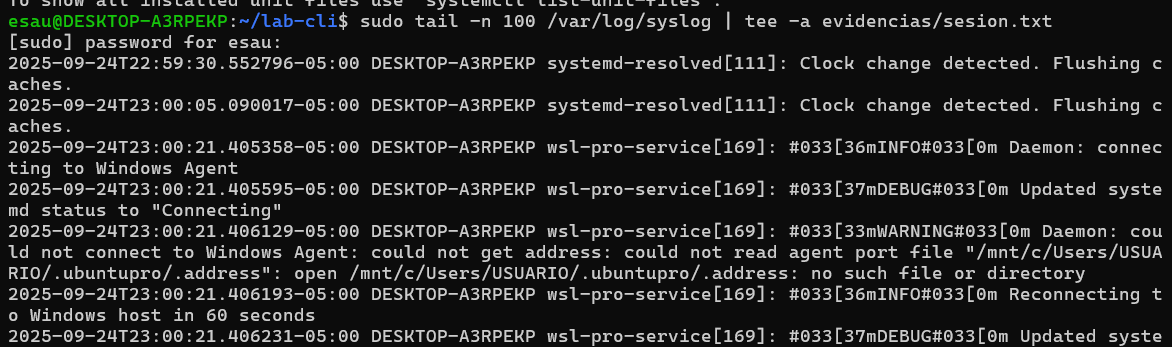 To show all installed unit files use 'systemctl list-unit-files'.
esau@DESKTOP-A3RPEKP:~/lab-cli$ sudo tail -n 100 /var/log/syslog | tee -a evidencias/sesion.txt
[sudo] password for esau:
2025-09-24T22:59:30.552796-05:00 DESKTOP-A3RPEKP systemd-resolved[111]: Clock change detected. Flushing c
aches.
2025-09-24T23:00:05.090017-05:00 DESKTOP-A3RPEKP systemd-resolved[111]: Clock change detected. Flushing c
aches.
2025-09-24T23:00:21.405358-05:00 DESKTOP-A3RPEKP wsl-pro-service[169]: #033[36mINFO#033[0m Daemon: connec
ting to Windows Agent
2025-09-24T23:00:21.405595-05:00 DESKTOP-A3RPEKP wsl-pro-service[169]: #033[37mDEBUG#033[0m Updated syste
md status to "Connecting"
2025-09-24T23:00:21.406129-05:00 DESKTOP-A3RPEKP wsl-pro-service[169]: #033[33mWARNING#033[0m Daemon: cou
ld not connect to Windows Agent: could not get address: could not read agent port file "/mnt/c/Users/USUA
RIO/.ubuntupro/.address": open /mnt/c/Users/USUARIO/.ubuntupro/.address: no such file or directory
2025-09-24T23:00:21.406193-05:00 DESKTOP-A3RPEKP wsl-pro-service[169]: #033[36mINFO#033[0m Reconnecting t
o Windows host in 60 seconds
2025-09-24T23:00:21.406231-05:00 DESKTOP-A3RPEKP wsl-pro-service[169]: #033[37mDEBUG#033[0m Updated syste